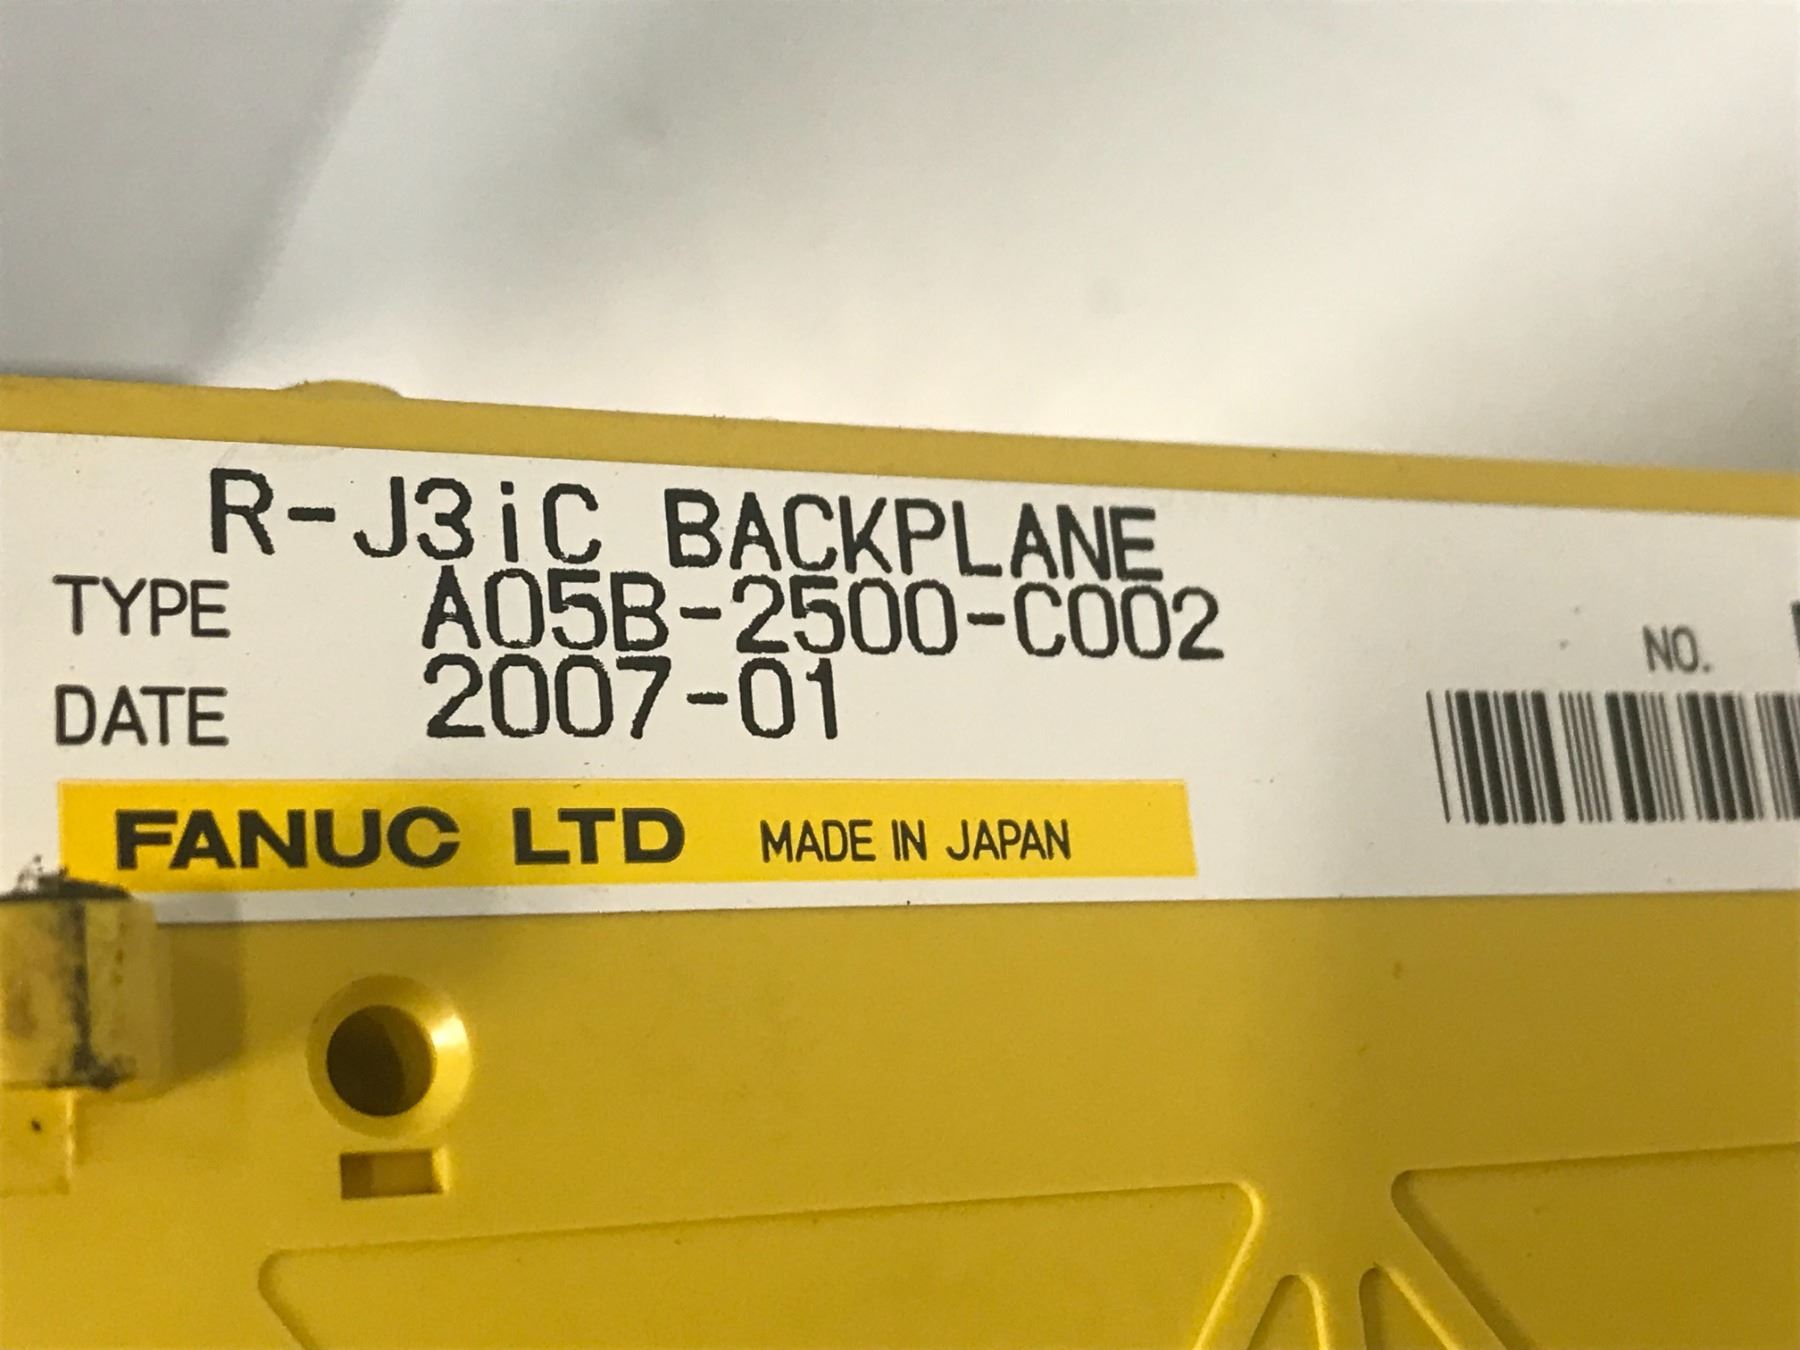 R-J3iC BACKPLANE
TYPE A05B-2500-C002
DATE 2007-01
NO.
FANUC LTD MADE IN JAPAN